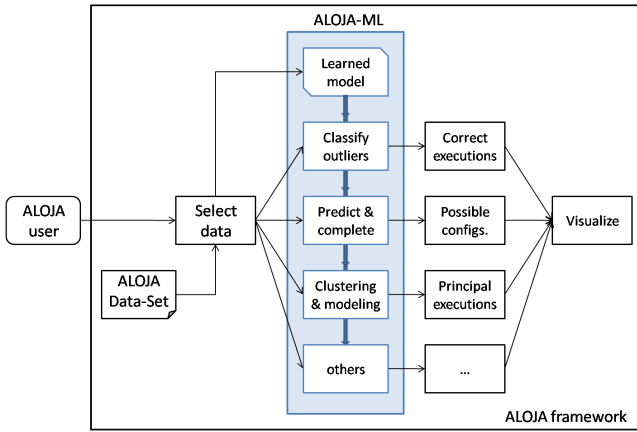 ALOJA-ML
Learned
model
Classify
outliers
Correct
executions
ALOJA
user
Select
data
Predict &
complete
Possible
configs.
Visualize
ALOJA
Data-Set
Clustering
& modeling
Principal
executions
others
...
ALOJA framework